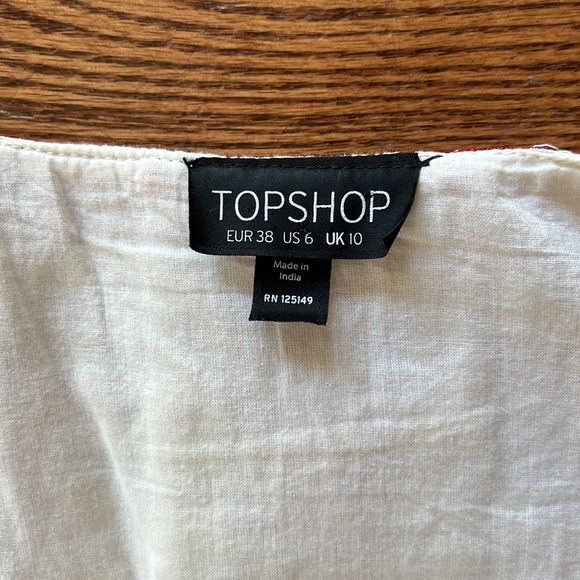 TOPSHOP
EUR 38 US 6 UK 10
Made in
India
RN 125149